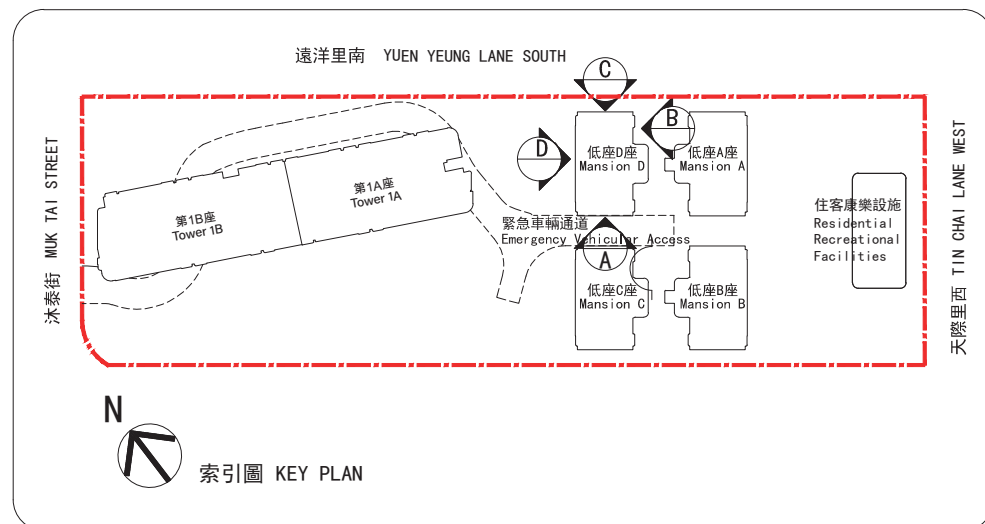 遠洋里南 YUEN YEUNG LANE SOUTH
C
B
D
低座D座
Mansion D
低座A座
Mansion A
沐泰街 MUK TAI STREET
天際里西 TIN CHAI LANE WEST
第1A座
Tower 1A
第1B座
Tower 1B
住客康樂設施
Residential
Recreational
Facilities
緊急車輛通道
Emergency Vehicular Access
A
低座C座
Mansion C
低座B座
Mansion B
N
索引圖 KEY PLAN